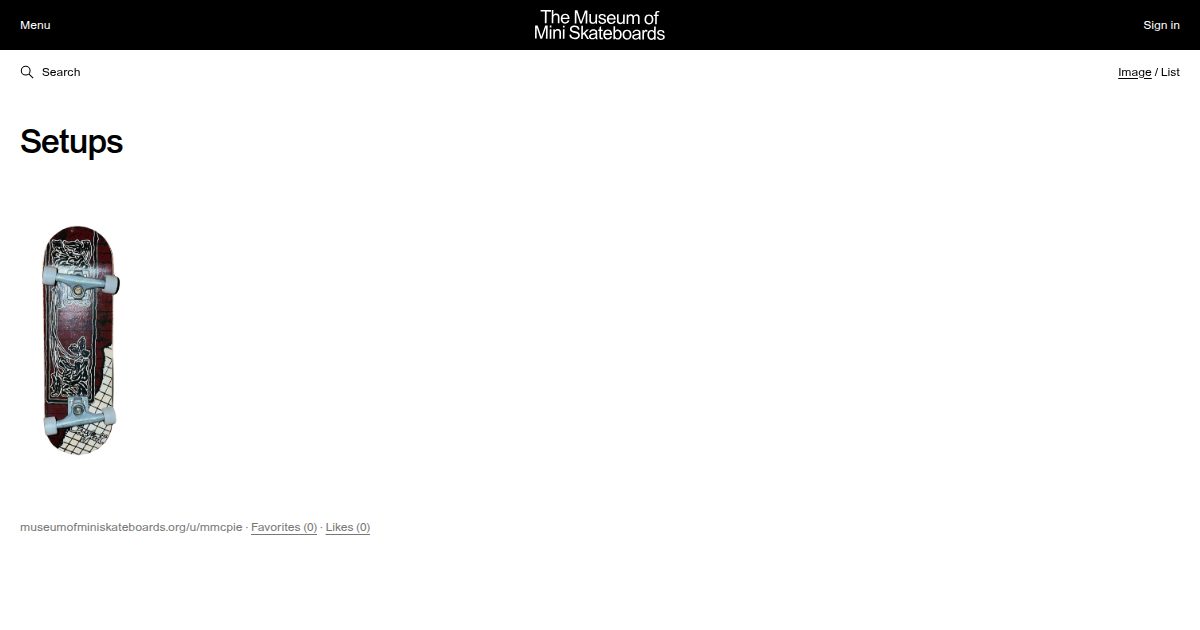 Menu
The Museum of
Mini Skateboards
Sign in
Search
Image / List
Setups
museumofminiskateboards.org/u/mmcpie · Favorites (0) · Likes (0)